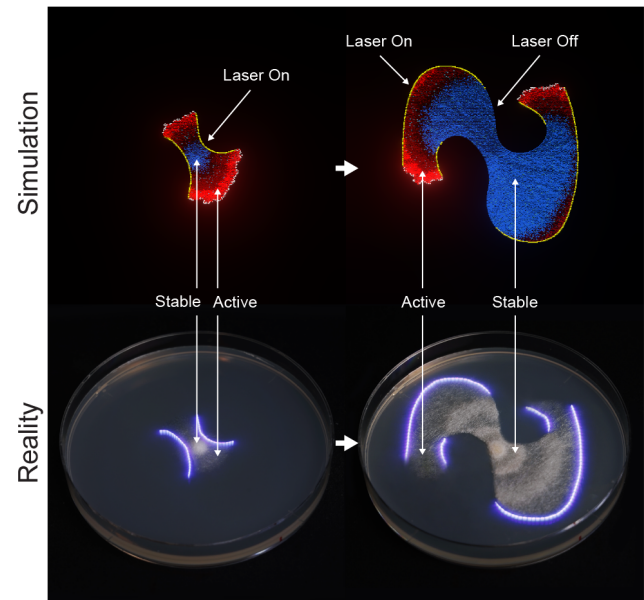 Simulation
Laser On
Laser On
Laser Off
Stable
Active
Active
Stable
Reality